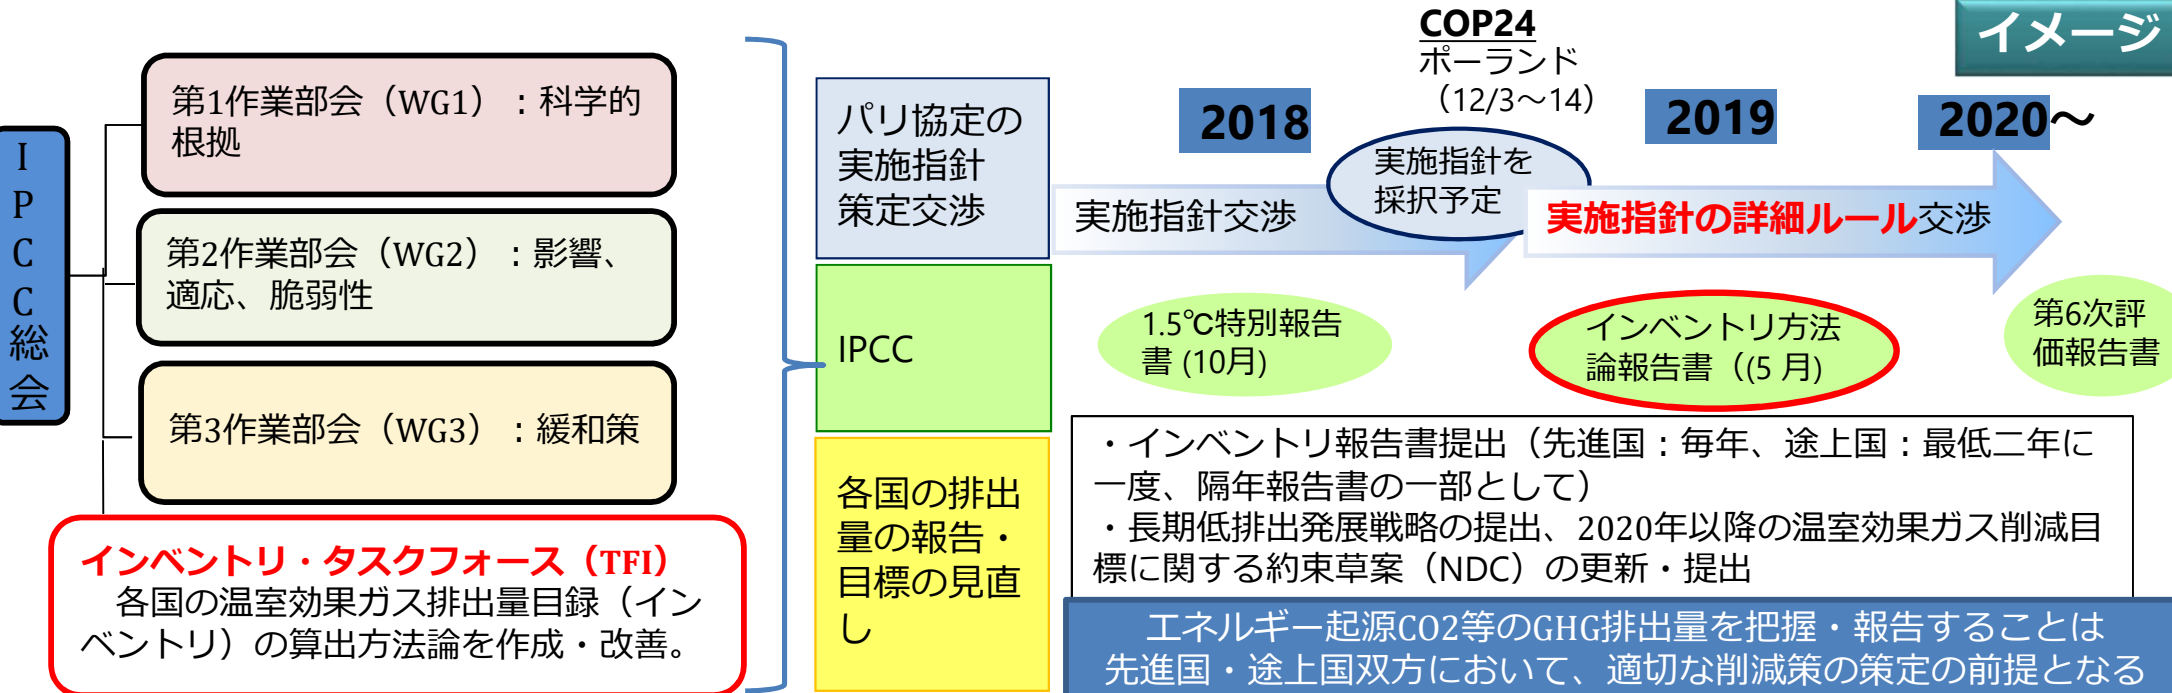 イメージ
I
P
C
C
総
会
第1作業部会（WG1）：科学的
根拠
第2作業部会（WG2）：影響、
適応、脆弱性
第3作業部会（WG3）：緩和策
インベントリ・タスクフォース（TFI）
各国の温室効果ガス排出量目録（イン
ベントリ）の算出方法論を作成・改善。
パリ協定の
実施指針
策定交渉
IPCC
各国の排出
量の報告・
目標の見直
し
COP24
ポーランド
（12/3～14）
2018
2019
2020～
実施指針交渉
実施指針を
採択予定
実施指針の詳細ルール交渉
1.5℃特別報告
書 (10月)
インベントリ方法
論報告書（(5 月)
第6次評
価報告書
・インベントリ報告書提出（先進国：毎年、途上国：最低二年に
一度、隔年報告書の一部として）
・長期低排出発展戦略の提出、2020年以降の温室効果ガス削減目
標に関する約束草案（NDC）の更新・提出
エネルギー起源CO2等のGHG排出量を把握・報告することは
先進国・途上国双方において、適切な削減策の策定の前提となる